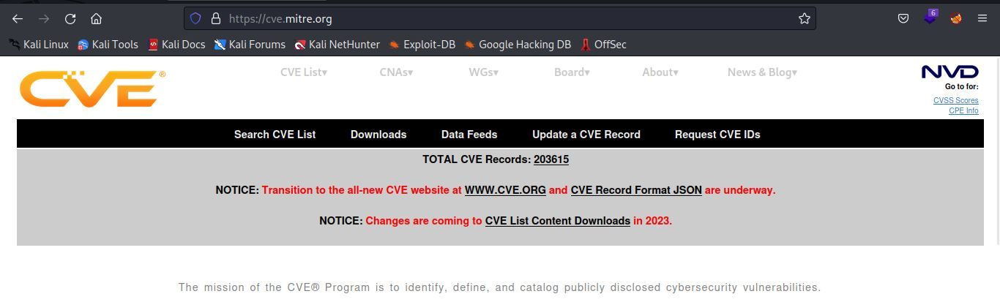 https://cve.mitre.org
6
Kali Linux Kali Tools Kali Docs Kali Forums Kali NetHunter Exploit-DB Google Hacking DB OffSec
CVE® CVE List▾ CNAs▾ WGs▾ Board▾ About▾ News & Blog▾ NVD
Go to for:
CVSS Scores
CPE Info
Search CVE List Downloads Data Feeds Update a CVE Record Request CVE IDs
TOTAL CVE Records: 203615
NOTICE: Transition to the all-new CVE website at WWW.CVE.ORG and CVE Record Format JSON are underway.
NOTICE: Changes are coming to CVE List Content Downloads in 2023.
The mission of the CVE® Program is to identify, define, and catalog publicly disclosed cybersecurity vulnerabilities.